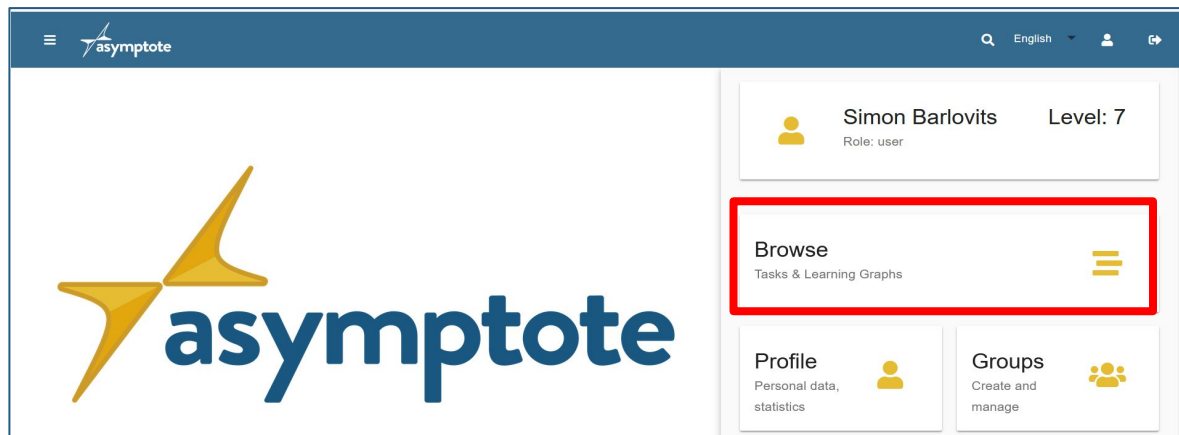 asymptote
English
Simon Barlovits Level: 7
Role: user
Browse
Tasks & Learning Graphs
asymptote
Profile
Personal data,
statistics
Groups
Create and
manage